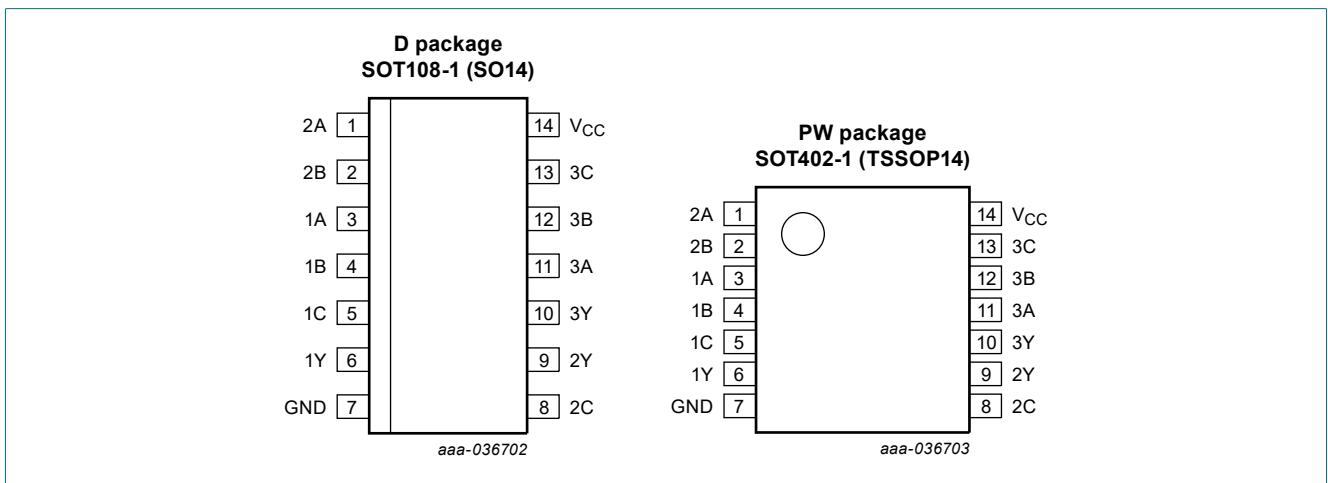 D package
SOT108-1 (SO14)
2A 1 14 VCC
2B 2 13 3C
1A 3 12 3B
1B 4 11 3A
1C 5 10 3Y
1Y 6 9 2Y
GND 7 8 2C
aaa-036702
PW package
SOT402-1 (TSSOP14)
2A 1 14 VCC
2B 2 13 3C
1A 3 12 3B
1B 4 11 3A
1C 5 10 3Y
1Y 6 9 2Y
GND 7 8 2C
aaa-036703